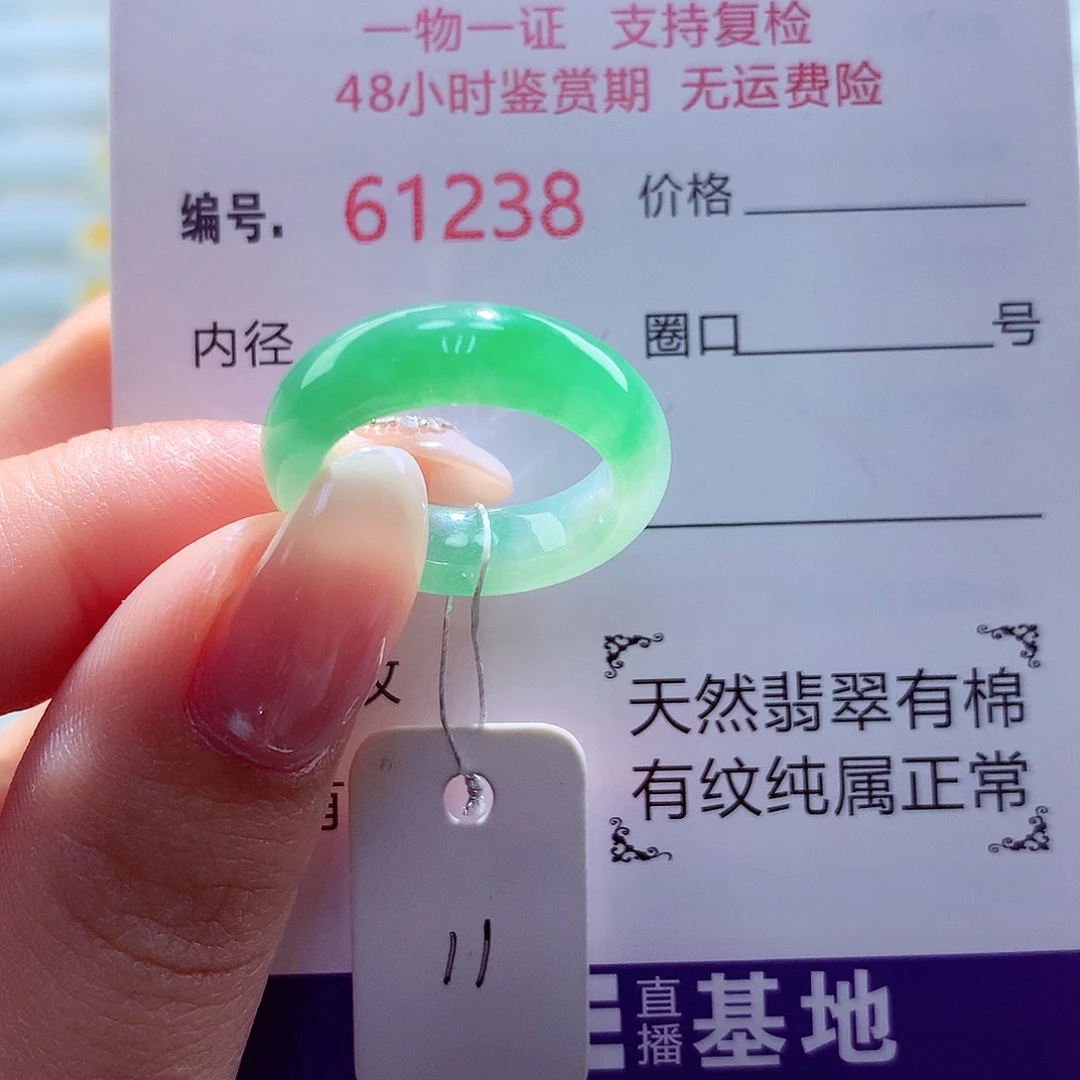 一物一证 支持复检
48小时鉴赏期 无运费险
编号. 61238 价格
内径 圈口 号
天然翡翠有棉
有纹纯属正常
11
直播基地